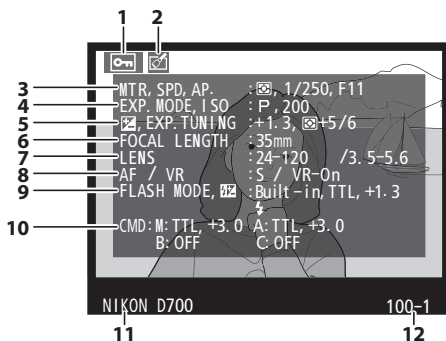 1 2
3 MTR, SPD, AP. : , 1/250, F11
4 EXP. MODE, ISO : P, 200
5 , EXP. TUNING : +1.3, +5/6
6 FOCAL LENGTH : 35mm
7 LENS : 24–120 /3.5–5.6
8 AF / VR : S / VR-On
9 FLASH MODE, : Built-in, TTL, +1.3
10 CMD: M: TTL, +3.0 A: TTL, +3.0
B: OFF C: OFF
NIKON D700 100-1
11 12